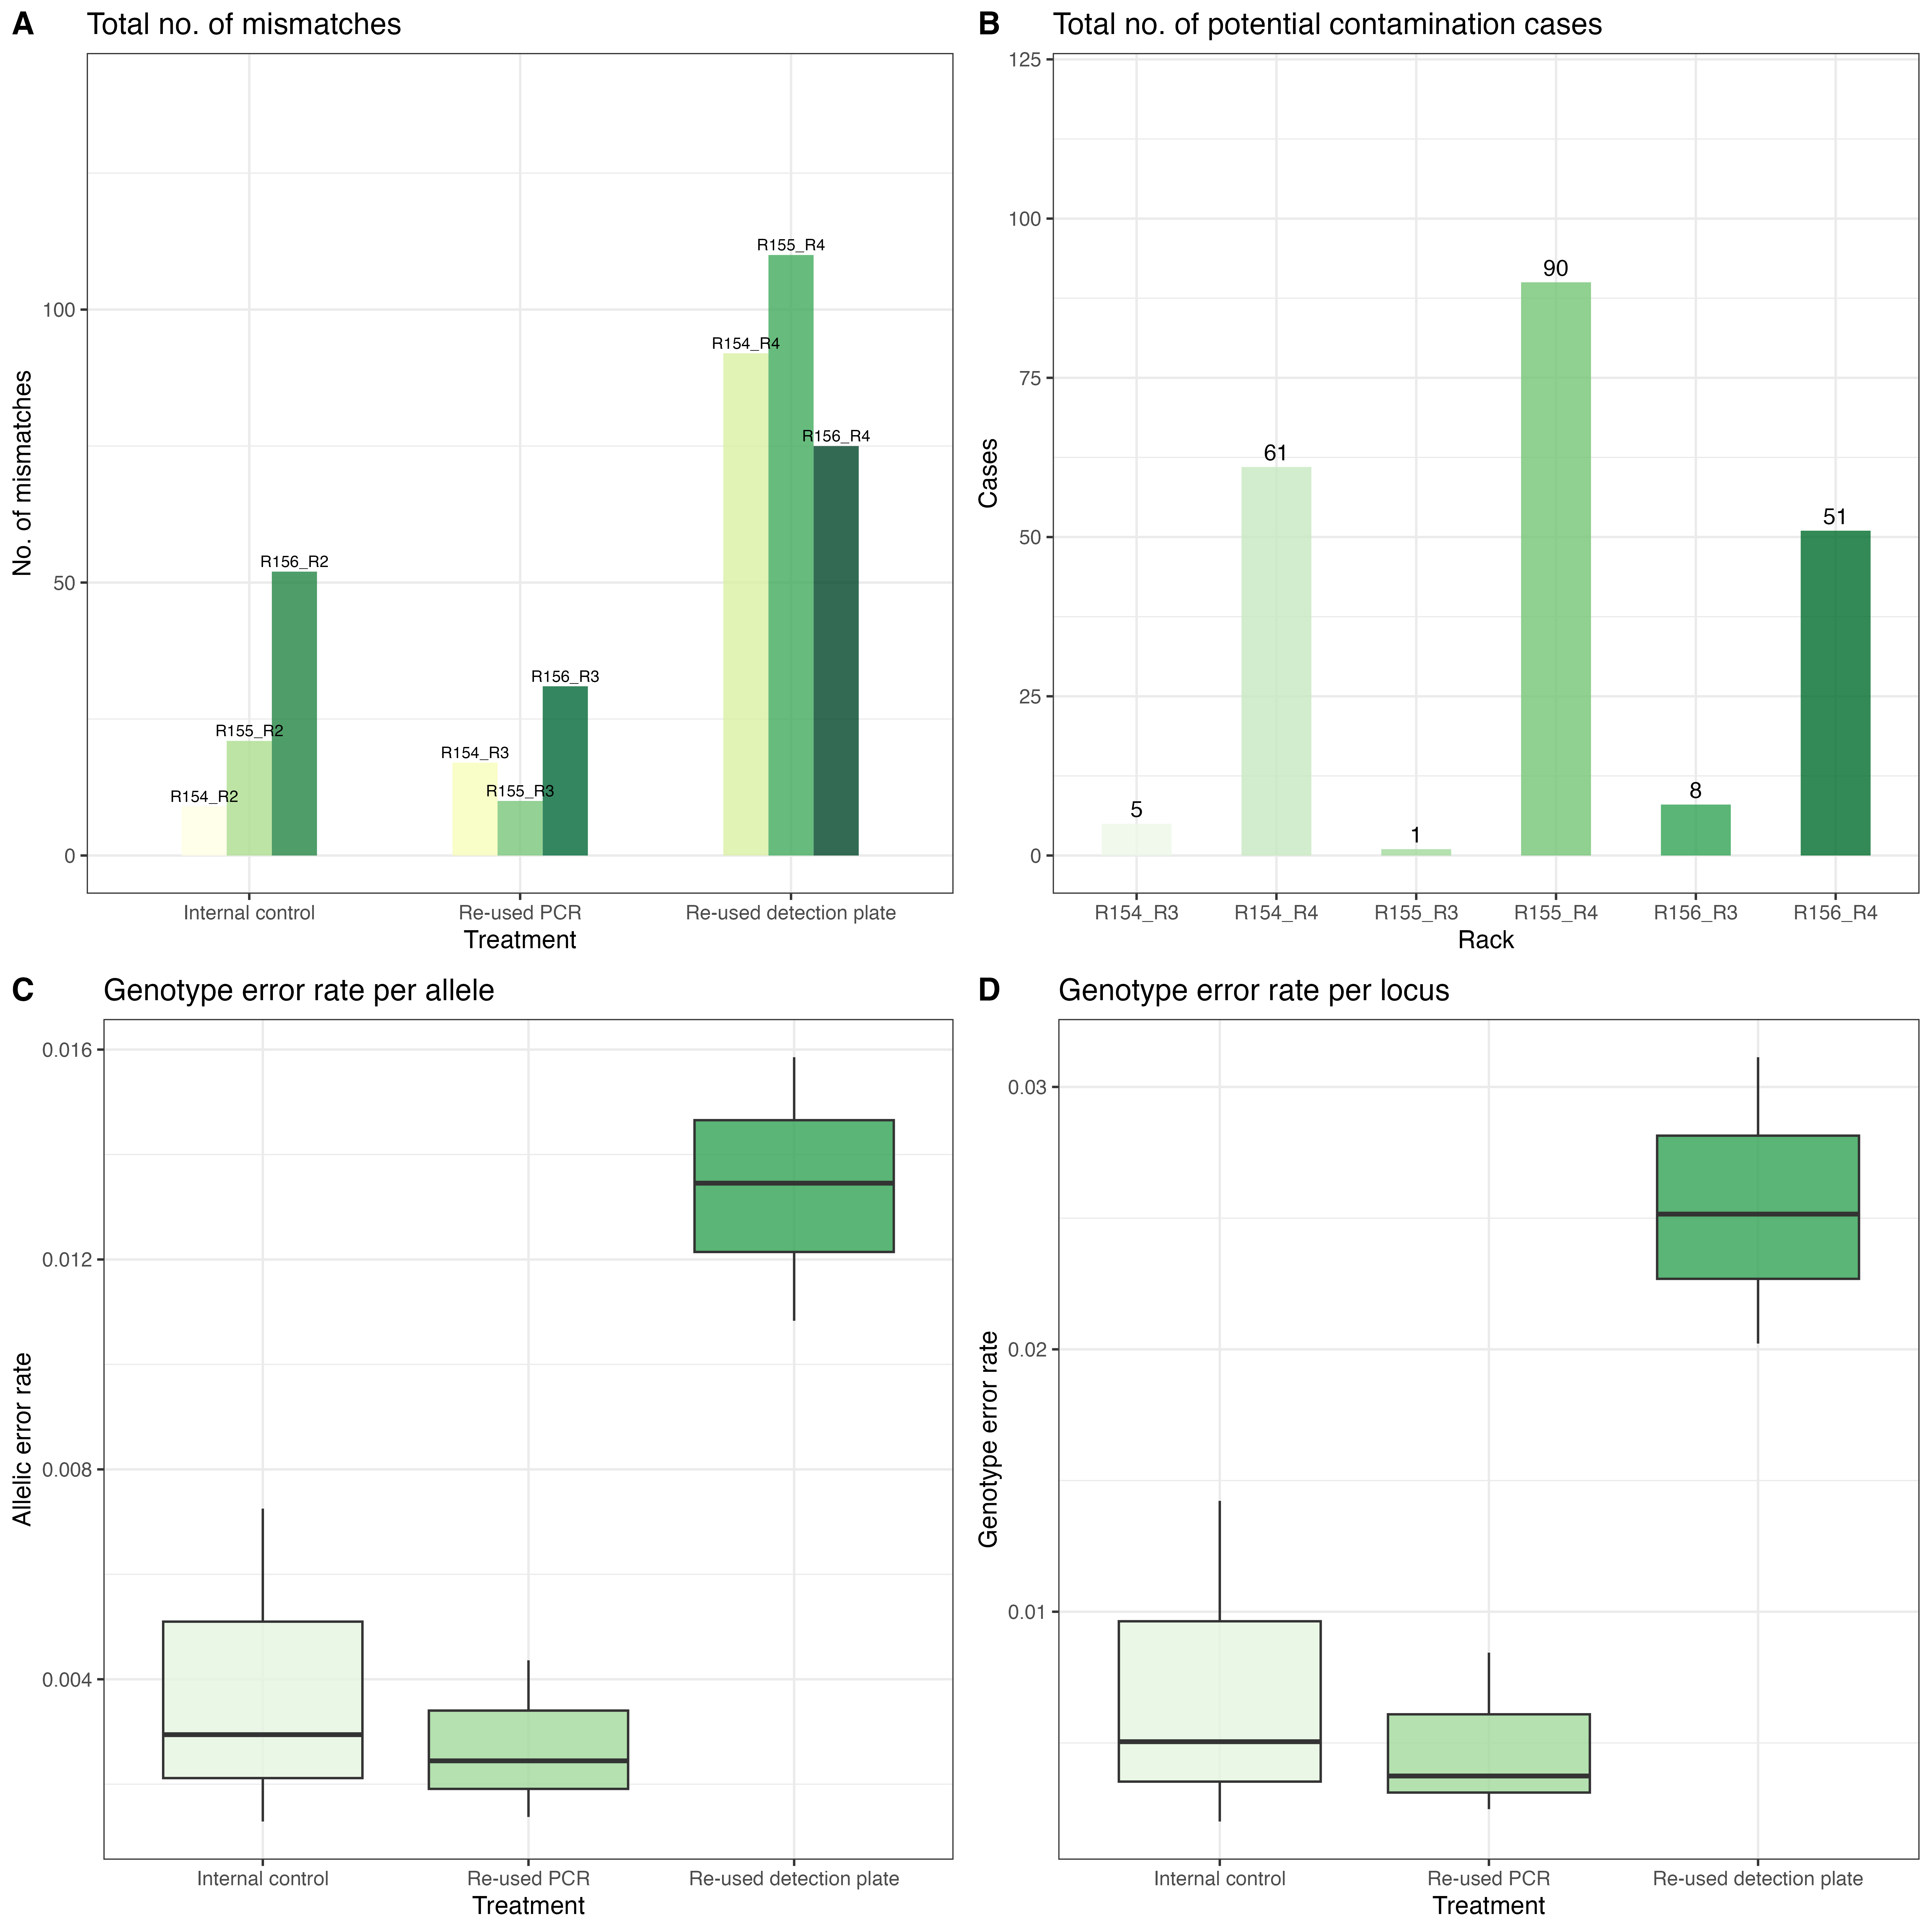 A Total no. of mismatches
No. of mismatches
100
50
0
R154_R2
R155_R2
R156_R2
R154_R3
R155_R3
R156_R3
R154_R4
R155_R4
R156_R4
Internal control
Re-used PCR
Re-used detection plate
Treatment
B Total no. of potential contamination cases
Cases
125
100
75
50
25
0
5
61
1
90
8
51
R154_R3
R154_R4
R155_R3
R155_R4
R156_R3
R156_R4
Rack
C Genotype error rate per allele
Allelic error rate
0.016
0.012
0.008
0.004
Internal control
Re-used PCR
Re-used detection plate
Treatment
D Genotype error rate per locus
Genotype error rate
0.03
0.02
0.01
Internal control
Re-used PCR
Re-used detection plate
Treatment